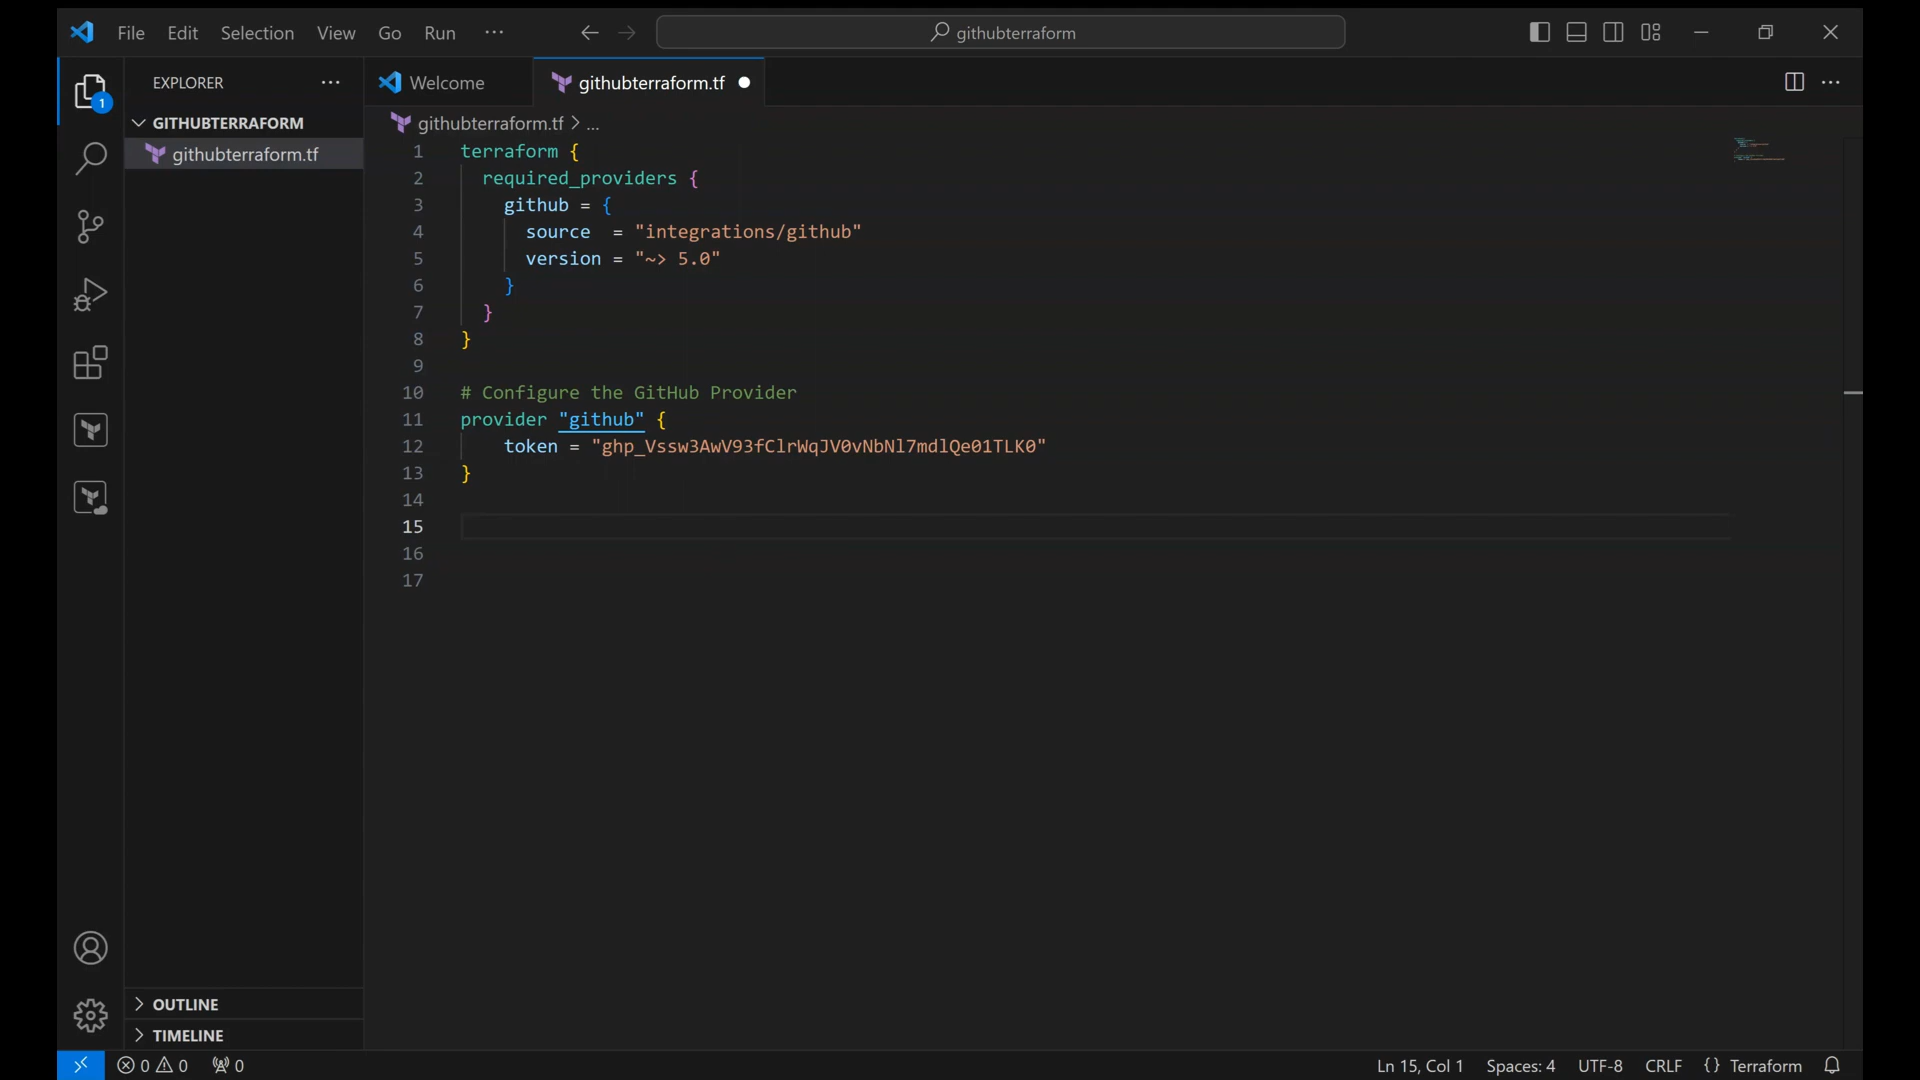 File Edit Selection View Go Run ···
githubterraform
EXPLORER
Welcome
githubterraform.tf
1
GITHUBTERRAFORM
githubterraform.tf
githubterraform.tf > ...
1 terraform {
2 required_providers {
3 github = {
4 source = "integrations/github"
5 version = "~> 5.0"
6 }
7 }
8 }
9
10 # Configure the GitHub Provider
11 provider "github" {
12 token = "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"
13 }
14
15
16
17
OUTLINE
TIMELINE
0 0 0
Ln 15, Col 1 Spaces: 4 UTF-8 CRLF {} Terraform